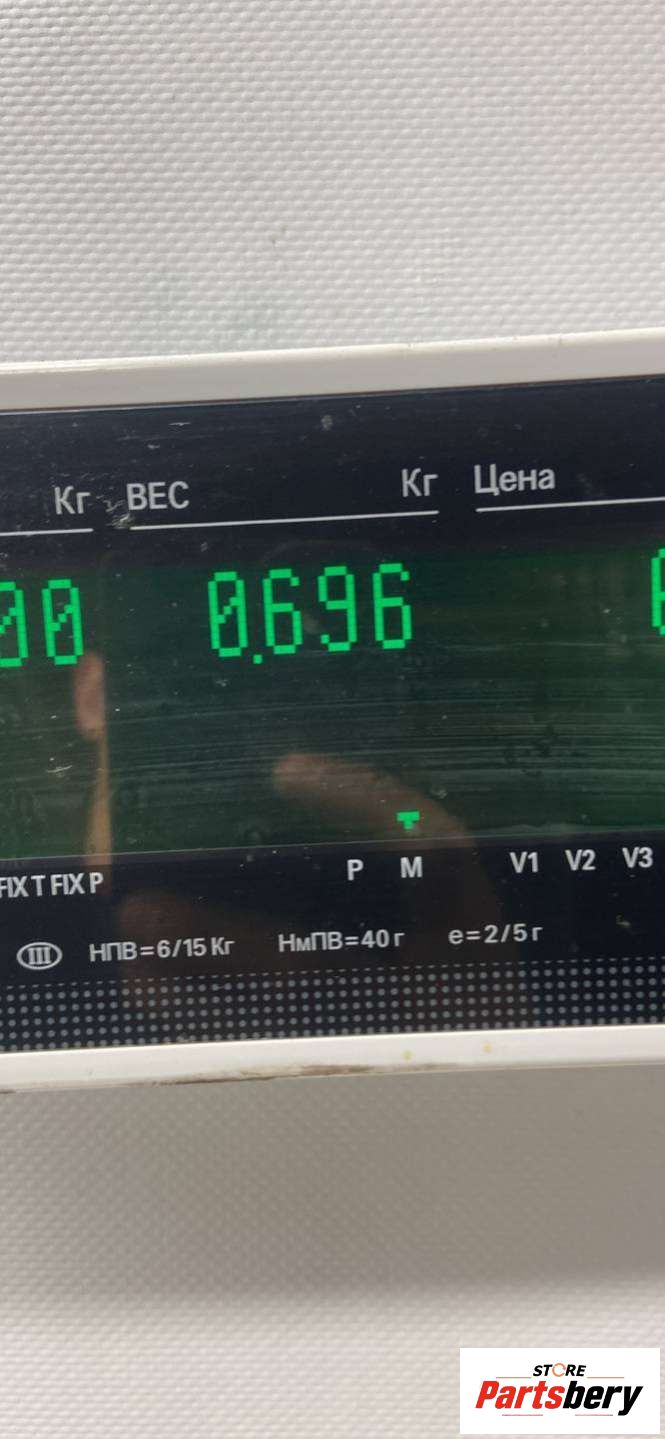 Кг ВЕС Кг Цена
00 0.696
FIX T FIX P P M V1 V2 V3
III НПВ=6/15 Кг НмПВ=40 г e=2/5 г
STORE
Partsbery